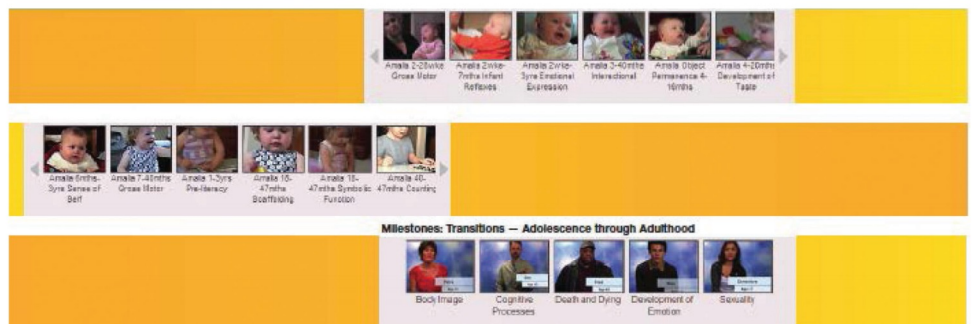 Amalia 2-28wks
Gross Motor
Amalia 2wks-
7mths Infant
Reflexes
Amalia 2wks-
3yrs Emotional
Expression
Amalia 3-40mths
Interactional
Amalia Object
Permanence 4-
16mths
Amalia 4-20mths
Development of
Taste
Amalia 6mths-
3yrs Sense of
Self
Amalia 7-40mths
Gross Motor
Amalia 1-3yrs
Pre-literacy
Amalia 18-
47mths
Scaffolding
Amalia 18-
47mths Symbolic
Function
Amalia 40-
47mths Counting
Milestones: Transitions — Adolescence through Adulthood
Body Image
Cognitive
Processes
Death and Dying
Development of
Emotion
Sexuality